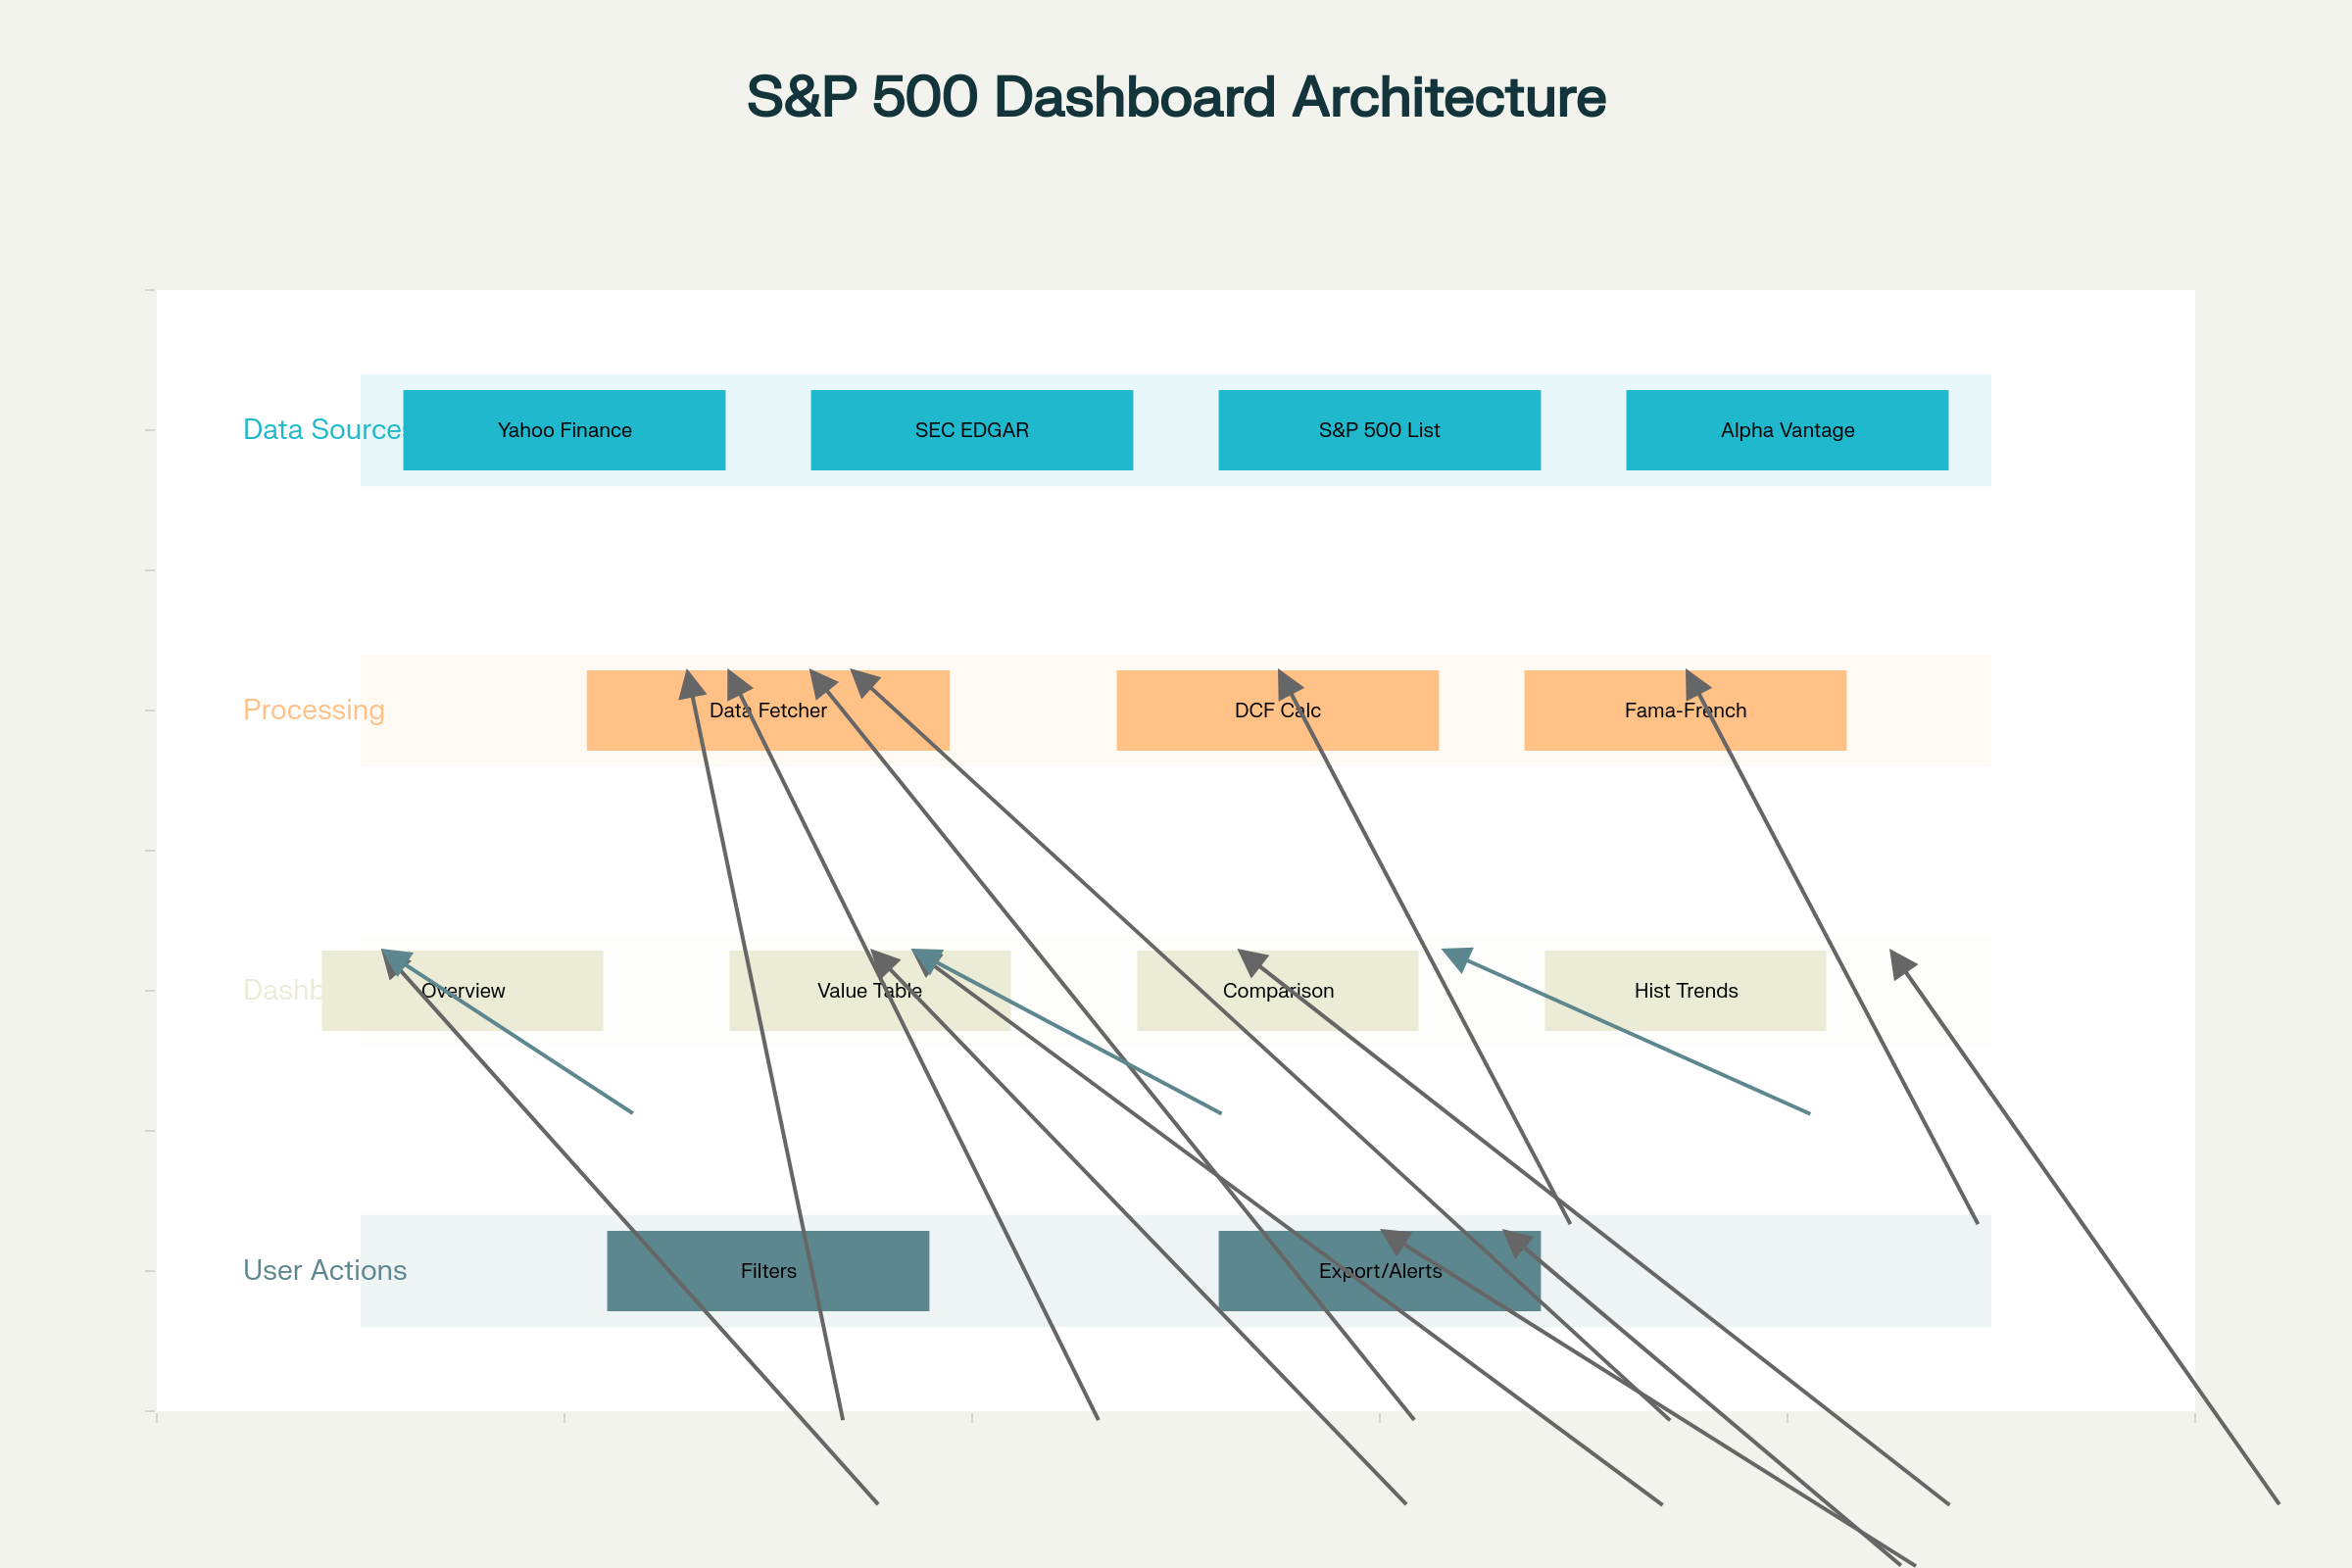 S&P 500 Dashboard Architecture
Data Source
Yahoo Finance
SEC EDGAR
S&P 500 List
Alpha Vantage
Processing
Data Fetcher
DCF Calc
Fama-French
Dashb
Overview
Value Table
Comparison
Hist Trends
User Actions
Filters
Export/Alerts